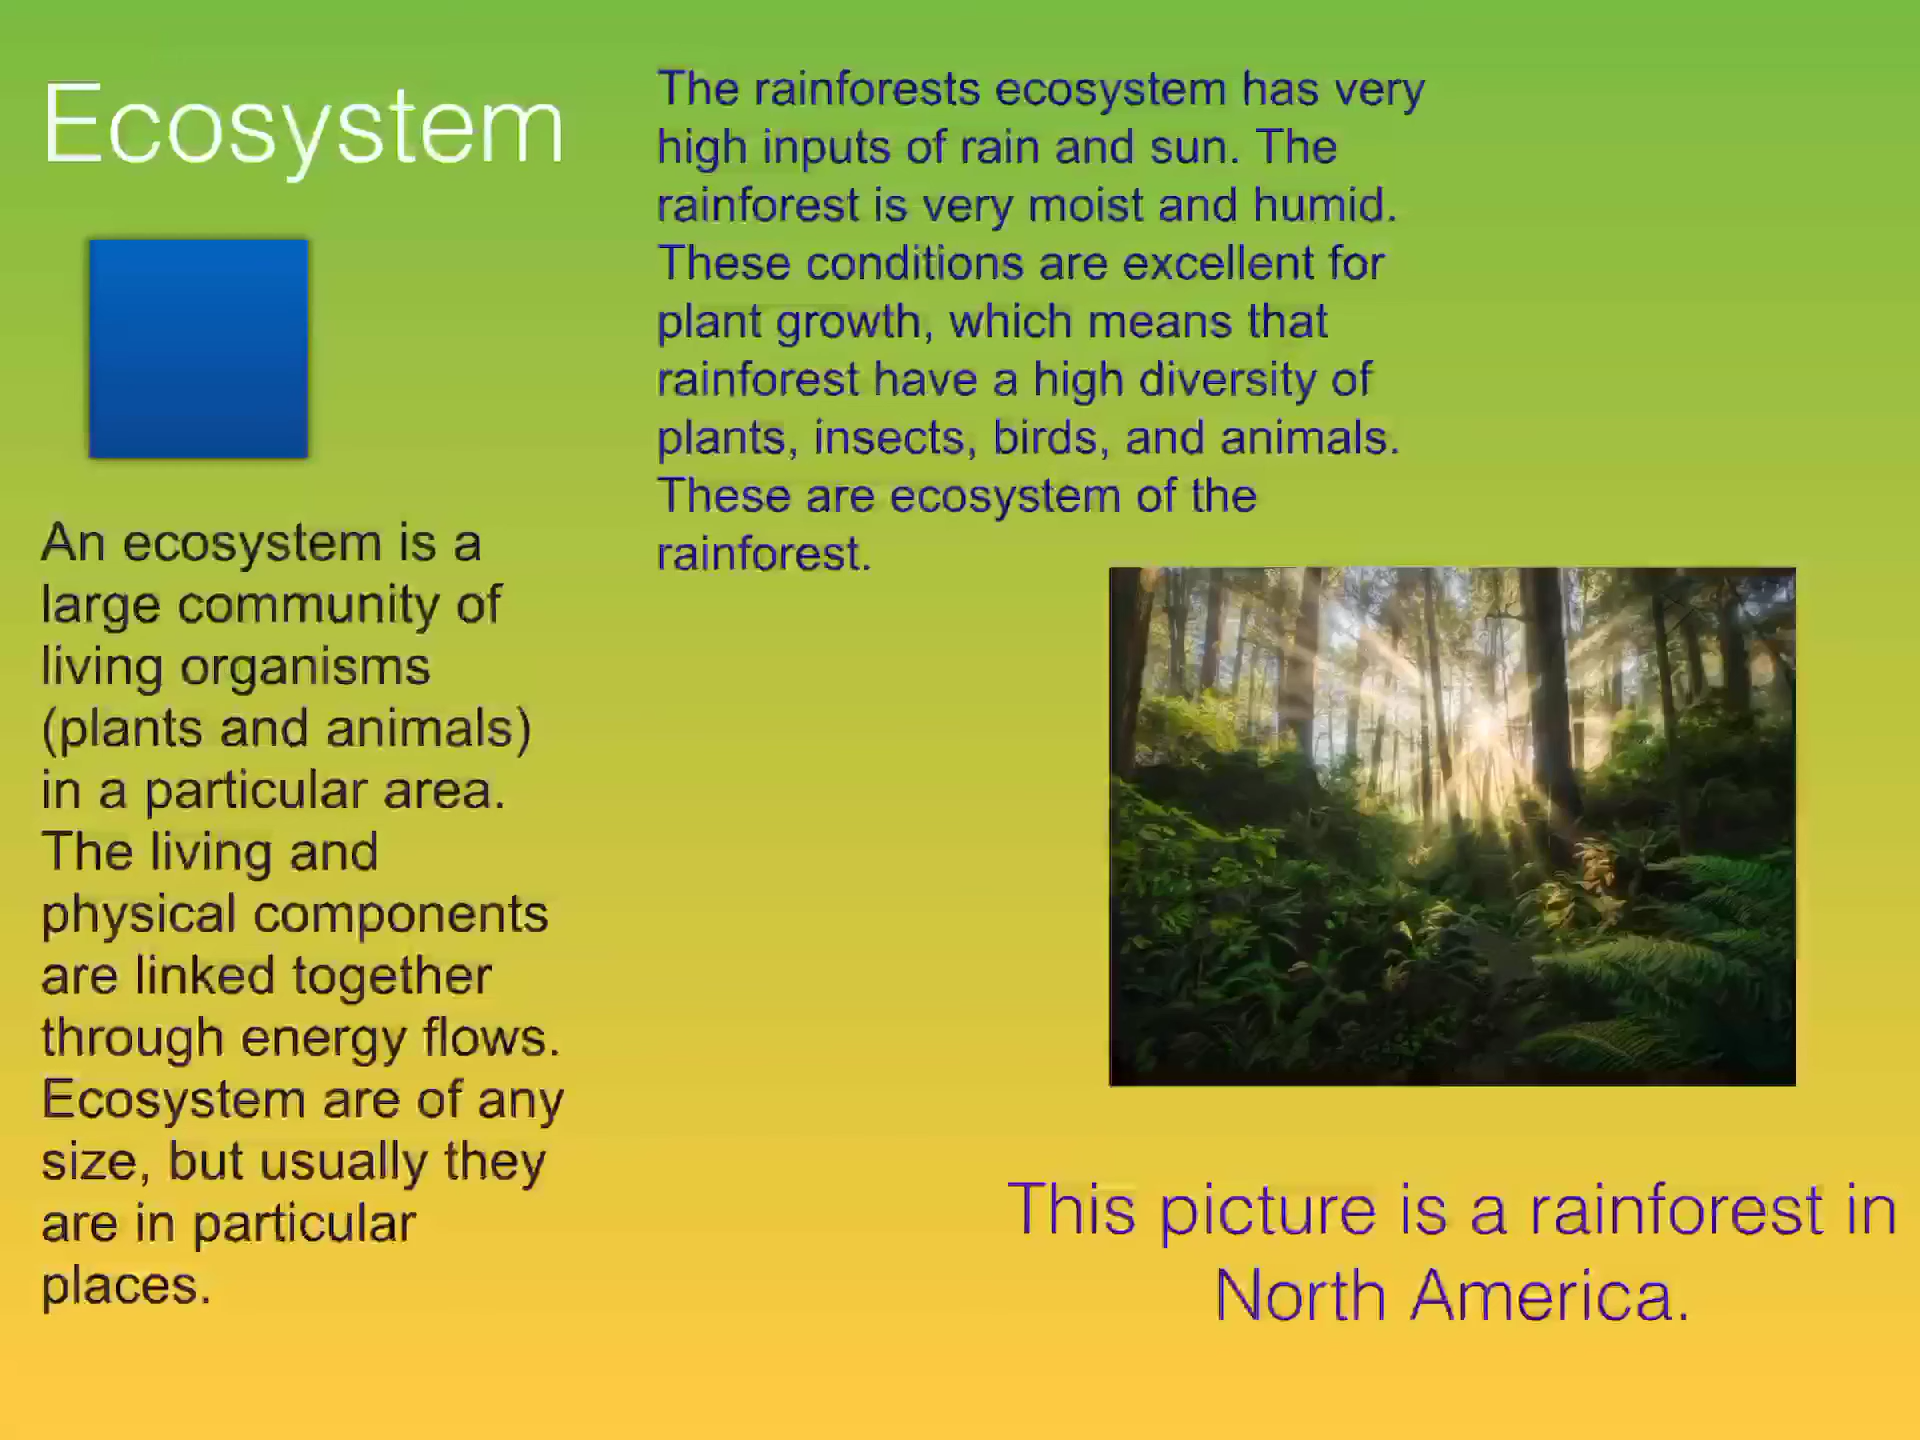 Ecosystem
An ecosystem is a
large community of
living organisms
(plants and animals)
in a particular area.
The living and
physical components
are linked together
through energy flows.
Ecosystem are of any
size, but usually they
are in particular
places.
The rainforests ecosystem has very
high inputs of rain and sun. The
rainforest is very moist and humid.
These conditions are excellent for
plant growth, which means that
rainforest have a high diversity of
plants, insects, birds, and animals.
These are ecosystem of the
rainforest.
This picture is a rainforest in
North America.